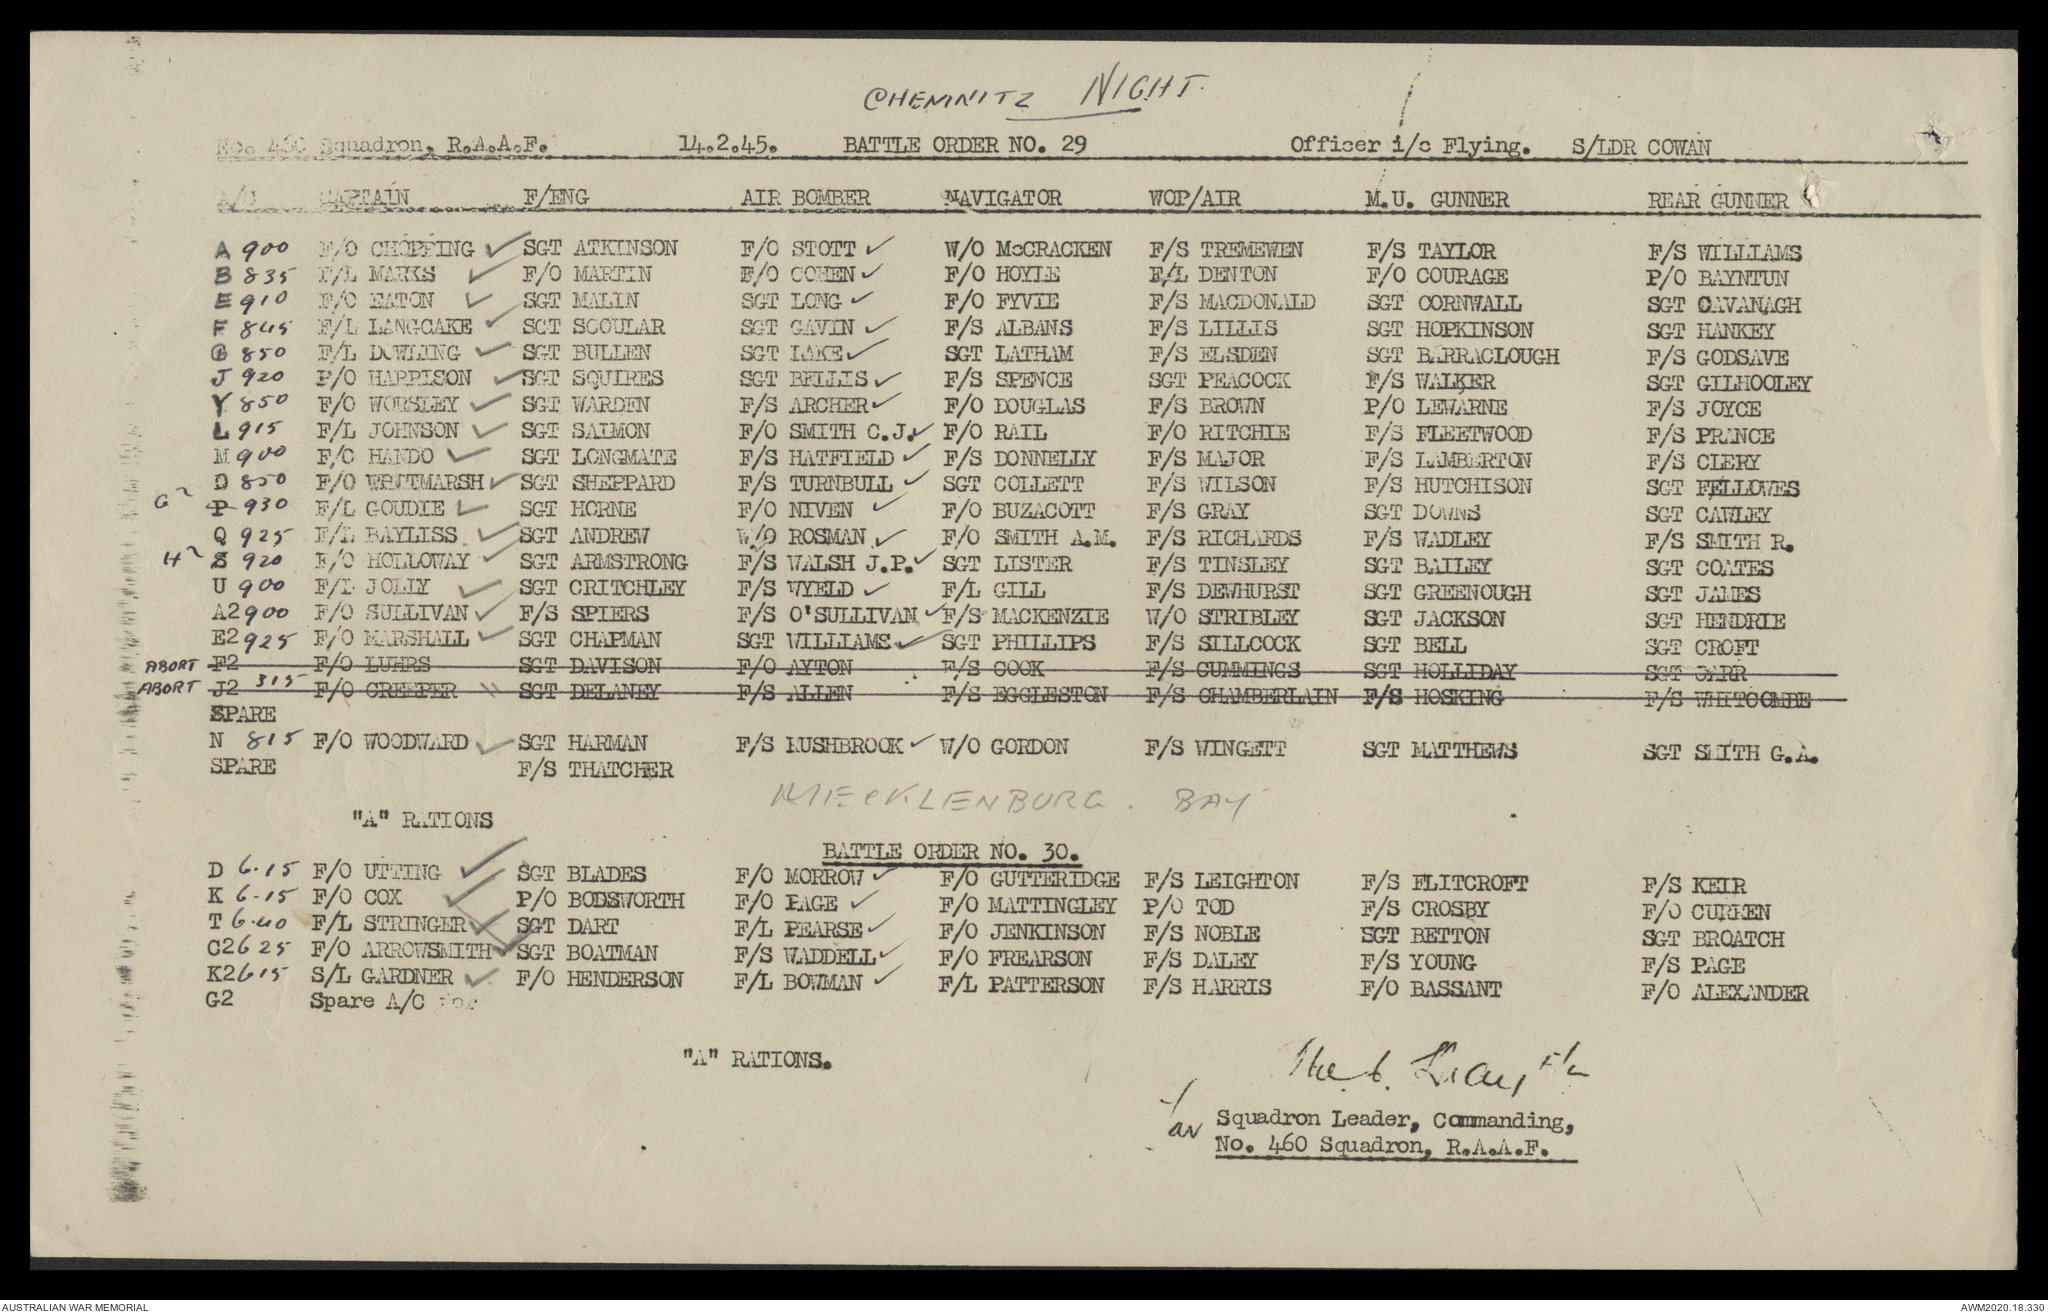 CHEMNITZ NIGHT.
No. 460 Squadron. R.A.A.F. 14.2.45. BATTLE ORDER NO. 29 Officer i/c Flying. S/LDR COWAN
A/C CAPTAIN F/ENG AIR BOMBER NAVIGATOR WOP/AIR M.U. GUNNER REAR GUNNER
A 900 F/O CHOPPING ✓ SGT ATKINSON F/O STOTT ✓ W/O McCRACKEN F/S TREMEWEN F/S TAYLOR F/S WILLIAMS
B 835 F/L MARKS ✓ F/O MARTIN F/O COHEN ✓ F/O HOYLE F/L DENTON F/O COURAGE P/O BAYNTUN
E 910 F/O EATON ✓ SGT MALIN SGT LONG ✓ F/O FYVIE F/S MACDONALD SGT CORNWALL SGT CAVANAGH
F 845 F/L LANGCAKE ✓ SGT SCOULAR SGT GAVIN ✓ F/S ALBANS F/S LILLIS SGT HOPKINSON SGT HANKEY
G 850 F/L DOWLING ✓ SGT BULLEN SGT LAKE ✓ SGT LATHAM F/S ELSDEN SGT BARRACLOUGH F/S GODSAVE
J 920 P/O HARRISON ✓ SGT SQUIRES SGT BELLIS ✓ F/S SPENCE SGT PEACOCK F/S WALKER SGT GILHOOLEY
Y 850 F/O WORSLEY ✓ SGT WARDEN F/S ARCHER ✓ F/O DOUGLAS F/S BROWN P/O LEWARNE F/S JOYCE
L 915 F/L JOHNSON ✓ SGT SALMON F/O SMITH C.J. ✓ F/O RAIL F/O RITCHIE F/S FLEETWOOD F/S PRANCE
M 900 F/O HANDO ✓ SGT LONGMATE F/S HATFIELD ✓ F/S DONNELLY F/S MAJOR F/S LAMBERTON F/S CLERY
O 850 F/O WHITMARSH ✓ SGT SHEPPARD F/S TURNBULL ✓ SGT COLLETT F/S WILSON F/S HUTCHISON SGT FELLOWES
G2 P 930 F/L GOUDIE ✓ SGT HORNE F/O NIVEN ✓ F/O BUZACOTT F/S GRAY SGT DOWNS SGT CAWLEY
Q 925 F/L BAYLISS ✓ SGT ANDREW W/O ROSMAN ✓ F/O SMITH A.M. F/S RICHARDS F/S WADLEY F/S SMITH R.
H2 S 920 F/O HOLLOWAY ✓ SGT ARMSTRONG F/S WALSH J.P. ✓ SGT LISTER F/S TINSLEY SGT BAILEY SGT COATES
U 900 F/L JOLLY ✓ SGT CRITCHLEY F/S WYELD ✓ F/L GILL F/S DEWHURST SGT GREENOUGH SGT JAMES
A2 900 F/O SULLIVAN ✓ F/S SPIERS F/S O'SULLIVAN ✓ F/S MACKENZIE W/O STRIBLEY SGT JACKSON SGT HENDRIE
E2 925 F/O MARSHALL ✓ SGT CHAPMAN SGT WILLIAMS ✓ SGT PHILLIPS F/S SILLCOCK SGT BELL SGT CROFT
ABORT F2 F/O LUHRS SGT DAVISON F/O AYTON F/S COOK F/S CUMMINGS SGT HOLLIDAY SGT CARR
ABORT J2 315 F/O CREEPER SGT DELANEY F/S ALLEN F/S EGGLESTON F/S CHAMBERLAIN F/S HOSKING F/S WHITCOMBE
SPARE
N 815 F/O WOODWARD ✓ SGT HARMAN F/S RUSHBROOK ✓ W/O GORDON F/S WINGETT SGT MATTHEWS SGT SMITH G.A.
SPARE F/S THATCHER
MECKLENBURG. BAY
"A" RATIONS
BATTLE ORDER NO. 30.
D 6.15 F/O UTTING ✓ SGT BLADES F/O MORROW ✓ F/O GUTTERIDGE F/S LEIGHTON F/S FLITCROFT F/S KEIR
K 6-15 F/O COX ✓ P/O BODSWORTH F/O PAGE ✓ F/O MATTINGLEY P/O TOD F/S CROSBY F/O CURREN
T 6.40 F/L STRINGER ✓ SGT DART F/L PEARSE ✓ F/O JENKINSON F/S NOBLE SGT BETTON SGT BROATCH
C2 625 F/O ARROWSMITH ✓ SGT BOATMAN F/S WADDELL ✓ F/O FREARSON F/S DALEY F/S YOUNG F/S PAGE
K2 615 S/L GARDNER ✓ F/O HENDERSON F/L BOWMAN ✓ F/L PATTERSON F/S HARRIS F/O BASSANT F/O ALEXANDER
G2 Spare A/C
"A" RATIONS.
F/L
for Squadron Leader, Commanding,
No. 460 Squadron, R.A.A.F.
AUSTRALIAN WAR MEMORIAL AWM2020.18.330